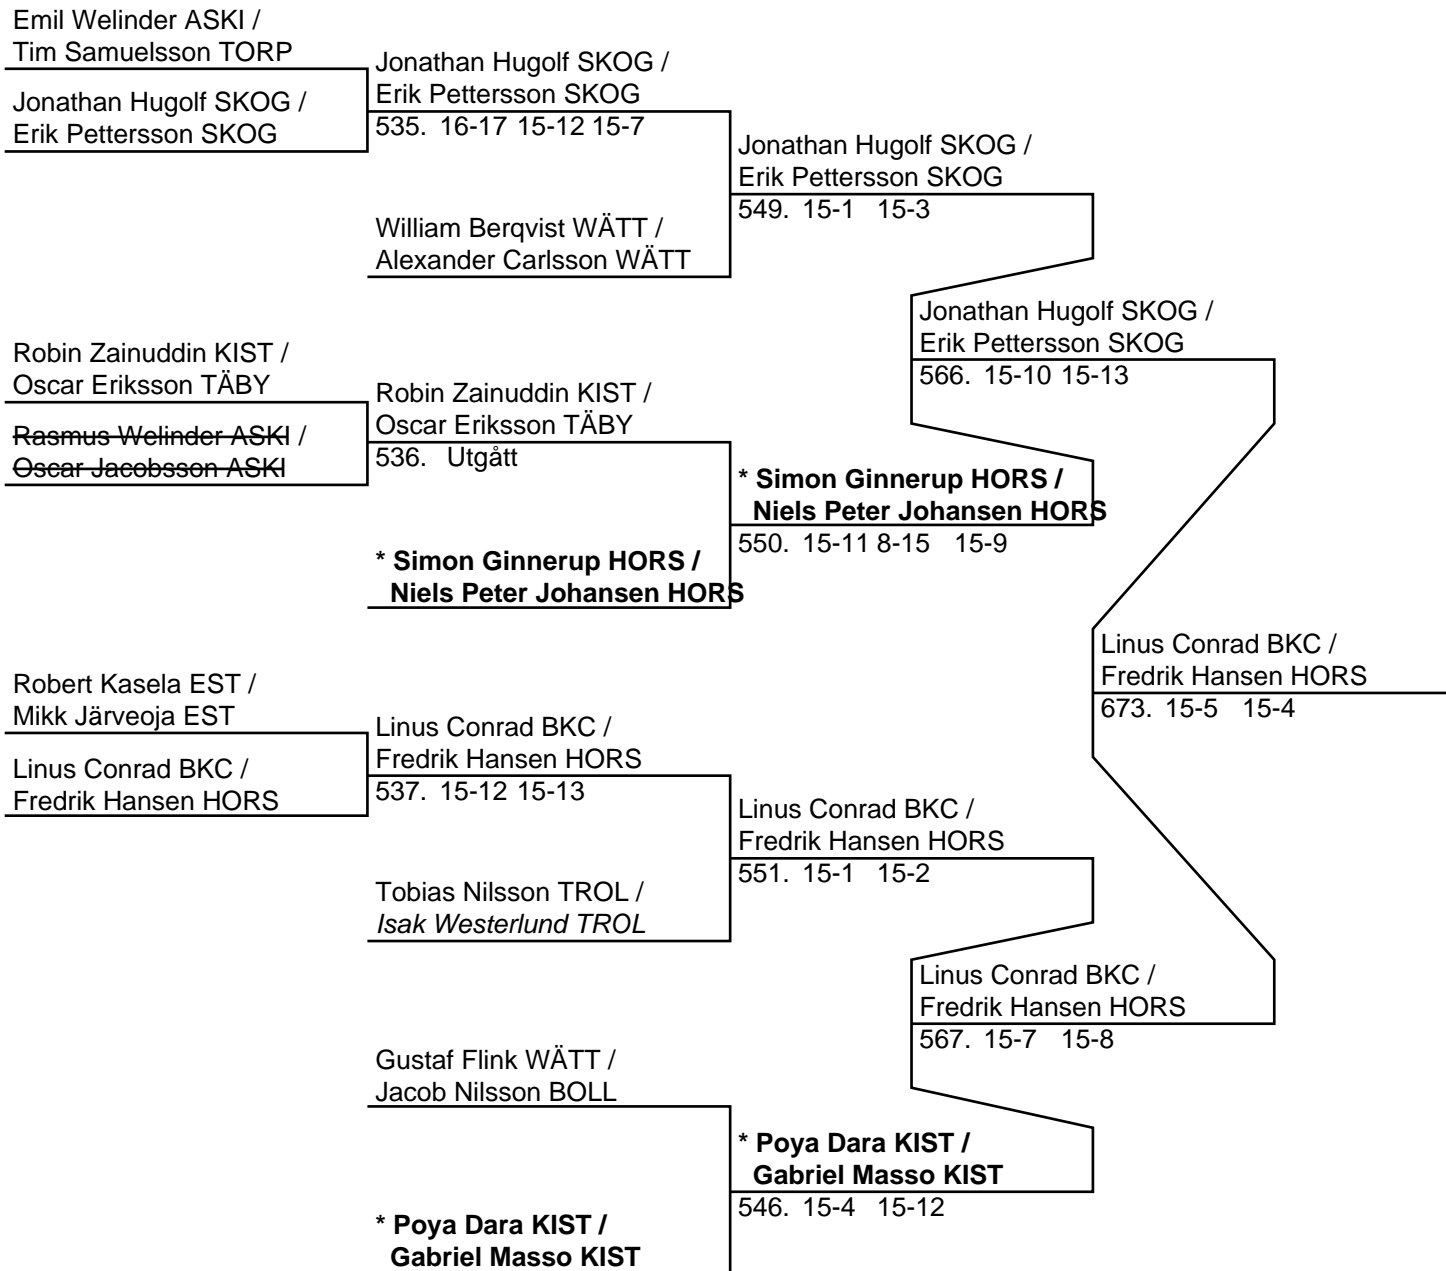 Emil Welinder ASKI /
Tim Samuelsson TORP
Jonathan Hugolf SKOG /
Erik Pettersson SKOG
Robin Zainuddin KIST /
Oscar Eriksson TÄBY
Rasmus Welinder ASKI /
Oscar Jacobsson ASKI
Robert Kasela EST /
Mikk Järveoja EST
Linus Conrad BKC /
Fredrik Hansen HORS
Jonathan Hugolf SKOG /
Erik Pettersson SKOG
535. 16-17 15-12 15-7
William Berqvist WÄTT /
Alexander Carlsson WÄTT
Robin Zainuddin KIST /
Oscar Eriksson TÄBY
536. Utgått
* Simon Ginnerup HORS /
Niels Peter Johansen HORS
Linus Conrad BKC /
Fredrik Hansen HORS
537. 15-12 15-13
Tobias Nilsson TROL /
Isak Westerlund TROL
Gustaf Flink WÄTT /
Jacob Nilsson BOLL
* Poya Dara KIST /
Gabriel Masso KIST
Jonathan Hugolf SKOG /
Erik Pettersson SKOG
549. 15-1 15-3
* Simon Ginnerup HORS /
Niels Peter Johansen HORS
550. 15-11 8-15 15-9
Linus Conrad BKC /
Fredrik Hansen HORS
551. 15-1 15-2
* Poya Dara KIST /
Gabriel Masso KIST
546. 15-4 15-12
Jonathan Hugolf SKOG /
Erik Pettersson SKOG
566. 15-10 15-13
Linus Conrad BKC /
Fredrik Hansen HORS
567. 15-7 15-8
Linus Conrad BKC /
Fredrik Hansen HORS
673. 15-5 15-4